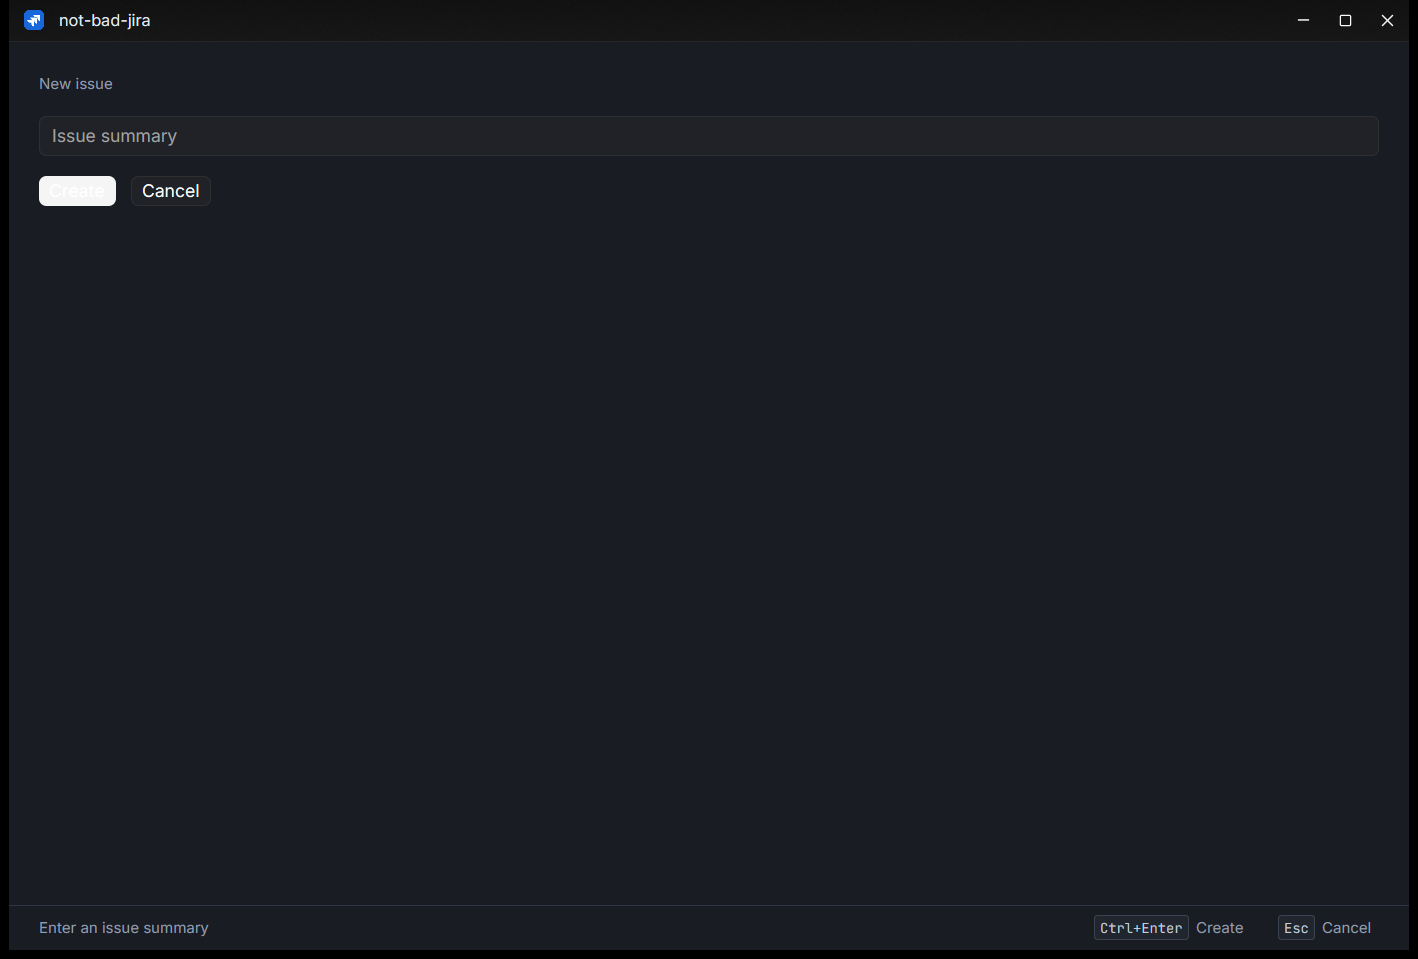 not-bad-jira
New issue
Issue summary
Create Cancel
Enter an issue summary Ctrl+Enter Create Esc Cancel